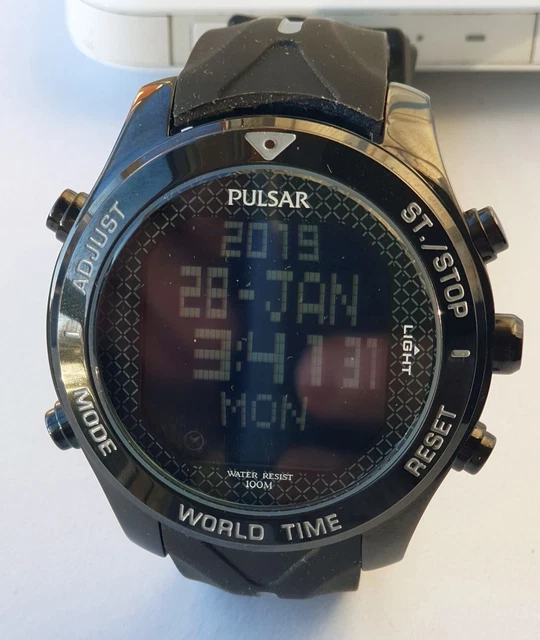 PULSAR
2019
28-JAN
3:41 31
MON
WATER RESIST
100M
ADJUST
ST./STOP
LIGHT
MODE
RESET
WORLD TIME